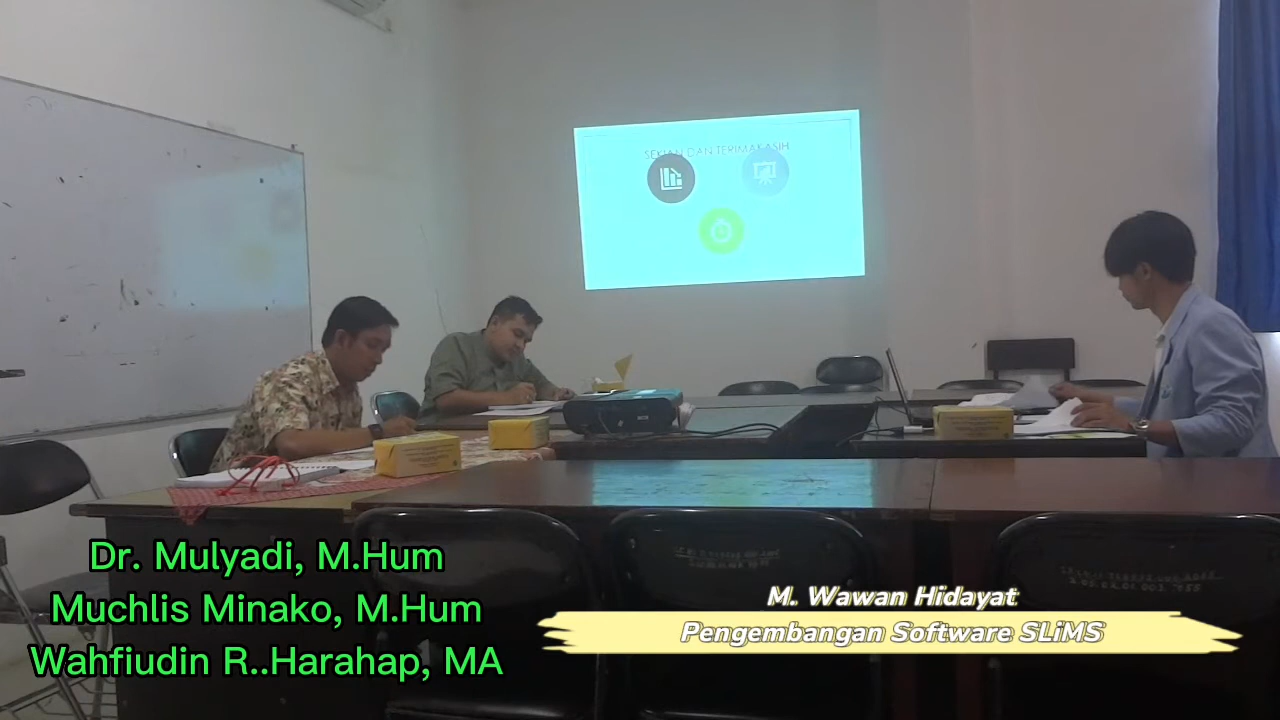 SEKIAN DAN TERIMAKASIH
Dr. Mulyadi, M.Hum
Muchlis Minako, M.Hum
Wahfiudin R..Harahap, MA
M. Wawan Hidayat
Pengembangan Software SLiMS